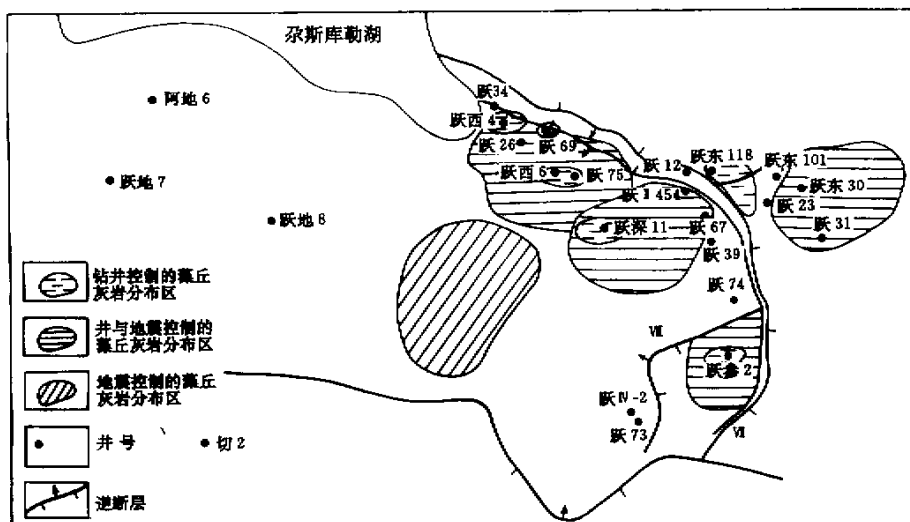 尕斯库勒湖
阿地 6
跃34
跃西 4
跃 26
跃 69
跃 12
跃东 118
跃东 101
跃地 7
跃西 6
跃 75
跃东 30
跃 I 454
跃 23
跃地 8
跃深 11
跃 67
跃 31
跃 39
钻井控制的藻丘
灰岩分布区
跃 74
井与地震控制的
藻丘灰岩分布区
Ⅷ
跃参 2
地震控制的藻丘
灰岩分布区
跃Ⅳ-2
跃 73
Ⅶ
井 号
切 2
逆断层